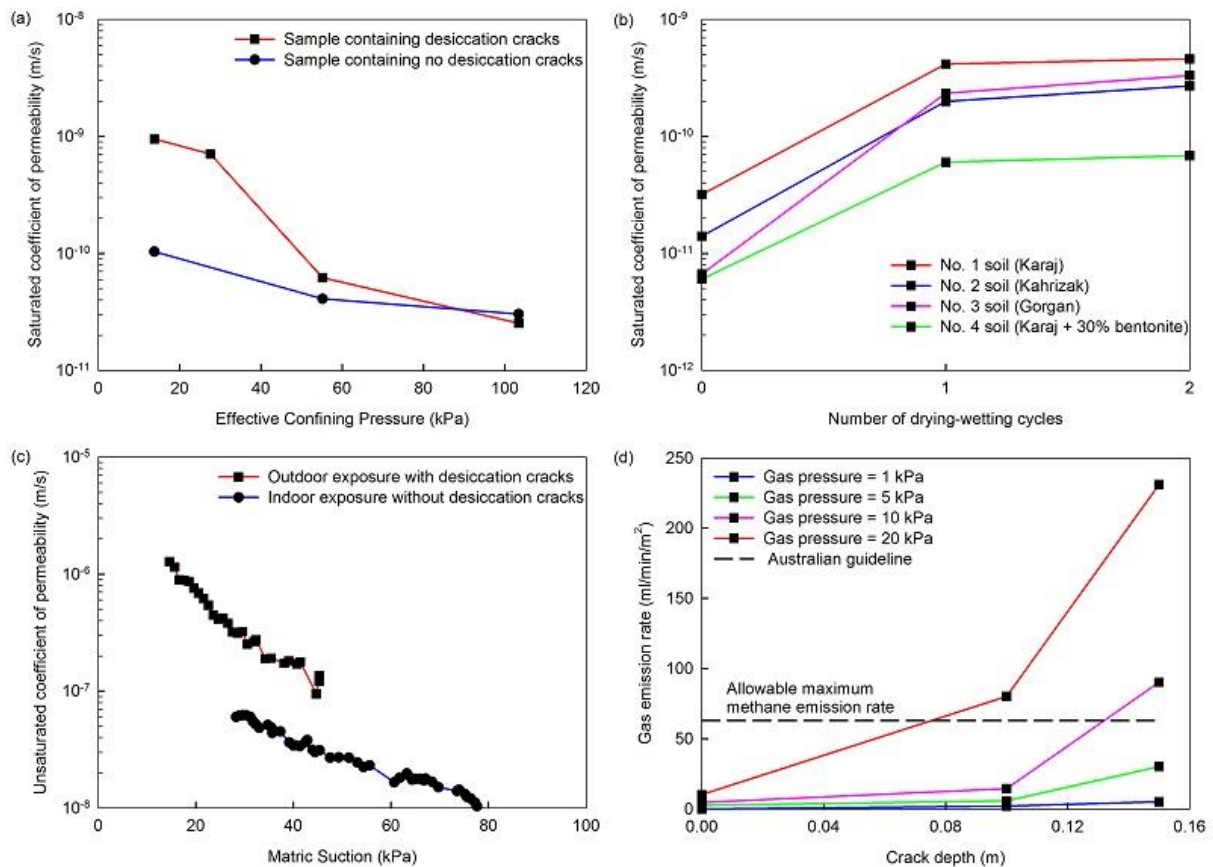 (a)
10^-8
10^-9
10^-10
10^-11
Saturated coefficient of permeability (m/s)
Sample containing desiccation cracks
Sample containing no desiccation cracks
0 20 40 60 80 100 120
Effective Confining Pressure (kPa)
(b)
10^-9
10^-10
10^-11
10^-12
Saturated coefficient of permeability (m/s)
No. 1 soil (Karaj)
No. 2 soil (Kahrizak)
No. 3 soil (Gorgan)
No. 4 soil (Karaj + 30% bentonite)
0 1 2
Number of drying-wetting cycles
(c)
10^-5
10^-6
10^-7
10^-8
Unsaturated coefficient of permeability (m/s)
Outdoor exposure with desiccation cracks
Indoor exposure without desiccation cracks
0 20 40 60 80 100
Matric Suction (kPa)
(d)
250
200
150
100
50
0
Gas emission rate (ml/min/m²)
Gas pressure = 1 kPa
Gas pressure = 5 kPa
Gas pressure = 10 kPa
Gas pressure = 20 kPa
Australian guideline
Allowable maximum
methane emission rate
0.00 0.04 0.08 0.12 0.16
Crack depth (m)